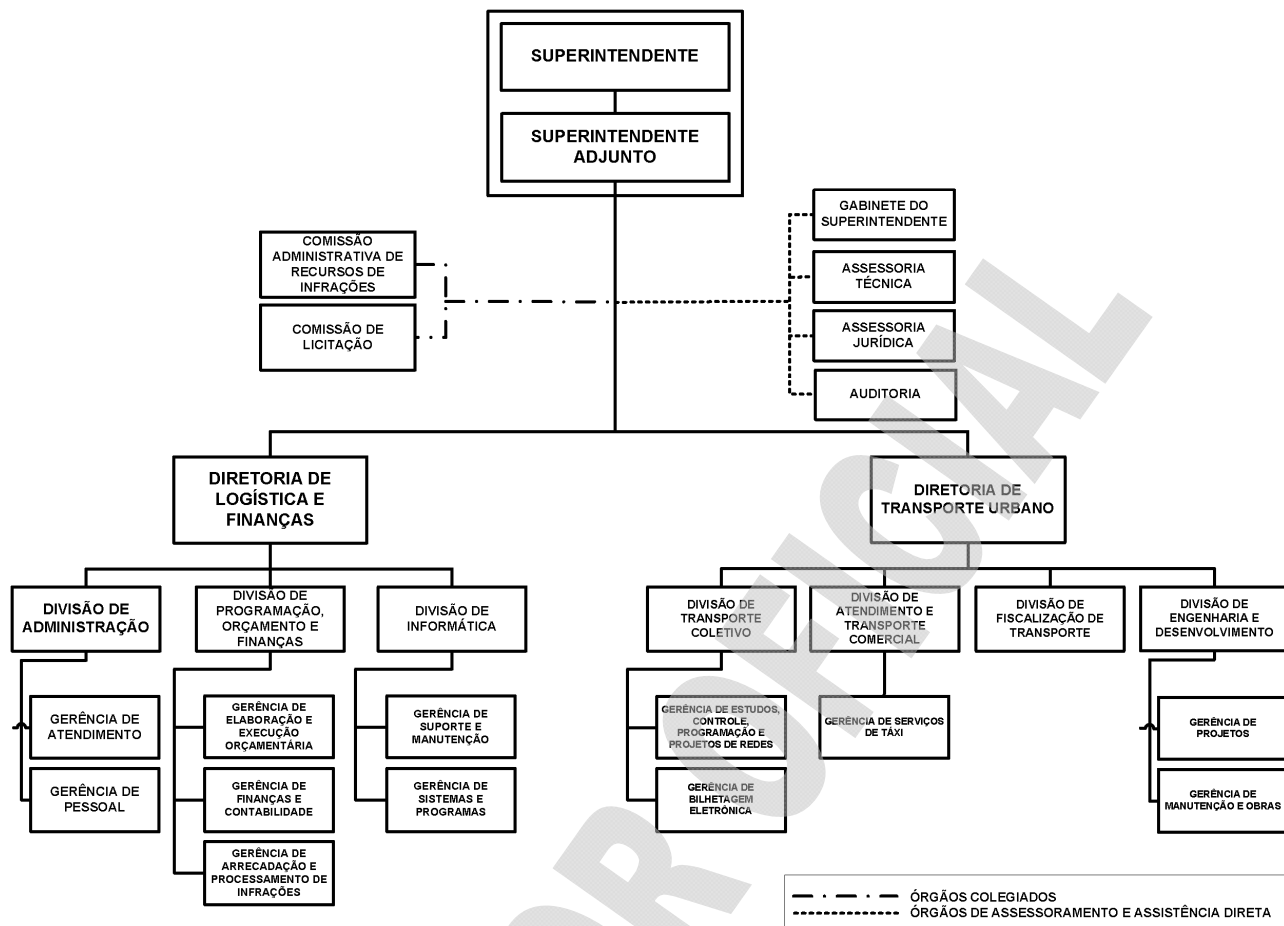 SUPERINTENDENTE
SUPERINTENDENTE
ADJUNTO
GABINETE DO
SUPERINTENDENTE
COMISSÃO
ADMINISTRATIVA DE
RECURSOS DE
INFRAÇÕES
ASSESSORIA
TÉCNICA
COMISSÃO DE
LICITAÇÃO
ASSESSORIA
JURÍDICA
AUDITORIA
DIRETORIA DE
LOGÍSTICA E
FINANÇAS
DIRETORIA DE
TRANSPORTE URBANO
DIVISÃO DE
ADMINISTRAÇÃO
DIVISÃO DE
PROGRAMAÇÃO,
ORÇAMENTO E
FINANÇAS
DIVISÃO DE
INFORMÁTICA
DIVISÃO DE
TRANSPORTE
COLETIVO
DIVISÃO DE
ATENDIMENTO E
TRANSPORTE
COMERCIAL
DIVISÃO DE
FISCALIZAÇÃO DE
TRANSPORTE
DIVISÃO DE
ENGENHARIA E
DESENVOLVIMENTO
GERÊNCIA DE
ATENDIMENTO
GERÊNCIA DE
ELABORAÇÃO E
EXECUÇÃO
ORÇAMENTÁRIA
GERÊNCIA DE
SUPORTE E
MANUTENÇÃO
GERÊNCIA DE ESTUDOS,
CONTROLE,
PROGRAMAÇÃO E
PROJETOS DE REDES
GERÊNCIA DE SERVIÇOS
DE TÁXI
GERÊNCIA DE
PROJETOS
GERÊNCIA DE
PESSOAL
GERÊNCIA DE
FINANÇAS E
CONTABILIDADE
GERÊNCIA DE
SISTEMAS E
PROGRAMAS
GERÊNCIA DE
BILHETAGEM
ELETRÔNICA
GERÊNCIA DE
MANUTENÇÃO E OBRAS
GERÊNCIA DE
ARRECADAÇÃO E
PROCESSAMENTO DE
INFRAÇÕES
ÓRGÃOS COLEGIADOS
ÓRGÃOS DE ASSESSORAMENTO E ASSISTÊNCIA DIRETA
OR OFICIAL